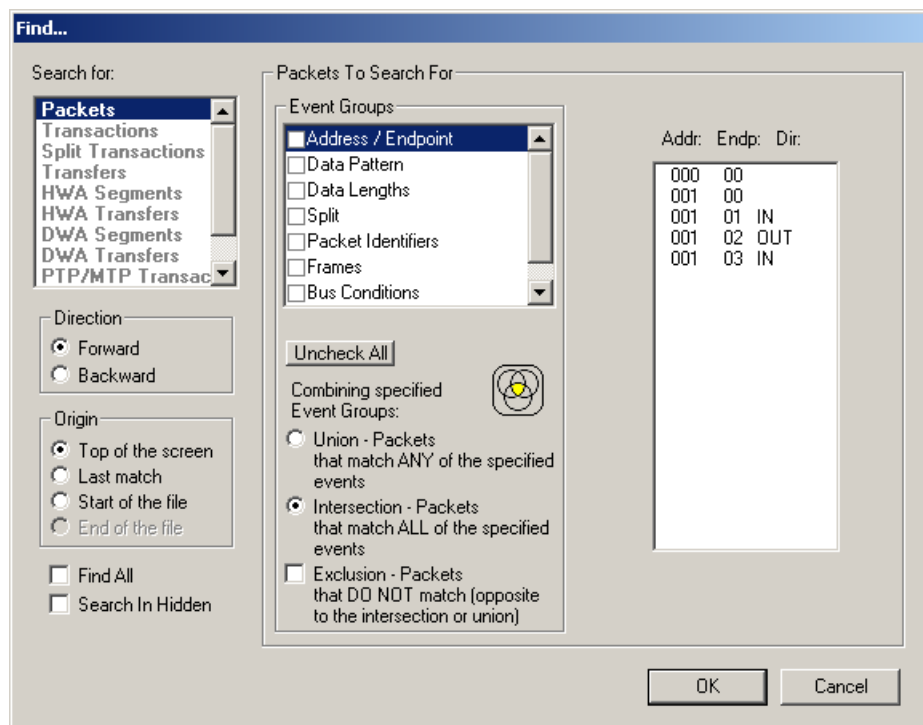 Find...
Search for:
Packets
Transactions
Split Transactions
Transfers
HWA Segments
HWA Transfers
DWA Segments
DWA Transfers
PTP/MTP Transac
Direction
Forward
Backward
Origin
Top of the screen
Last match
Start of the file
End of the file
Find All
Search In Hidden
Packets To Search For
Event Groups
Address / Endpoint
Data Pattern
Data Lengths
Split
Packet Identifiers
Frames
Bus Conditions
Uncheck All
Combining specified
Event Groups:
Union - Packets
that match ANY of the specified
events
Intersection - Packets
that match ALL of the specified
events
Exclusion - Packets
that DO NOT match (opposite
to the intersection or union)
Addr: Endp: Dir:
000 00
001 00
001 01 IN
001 02 OUT
001 03 IN
OK Cancel